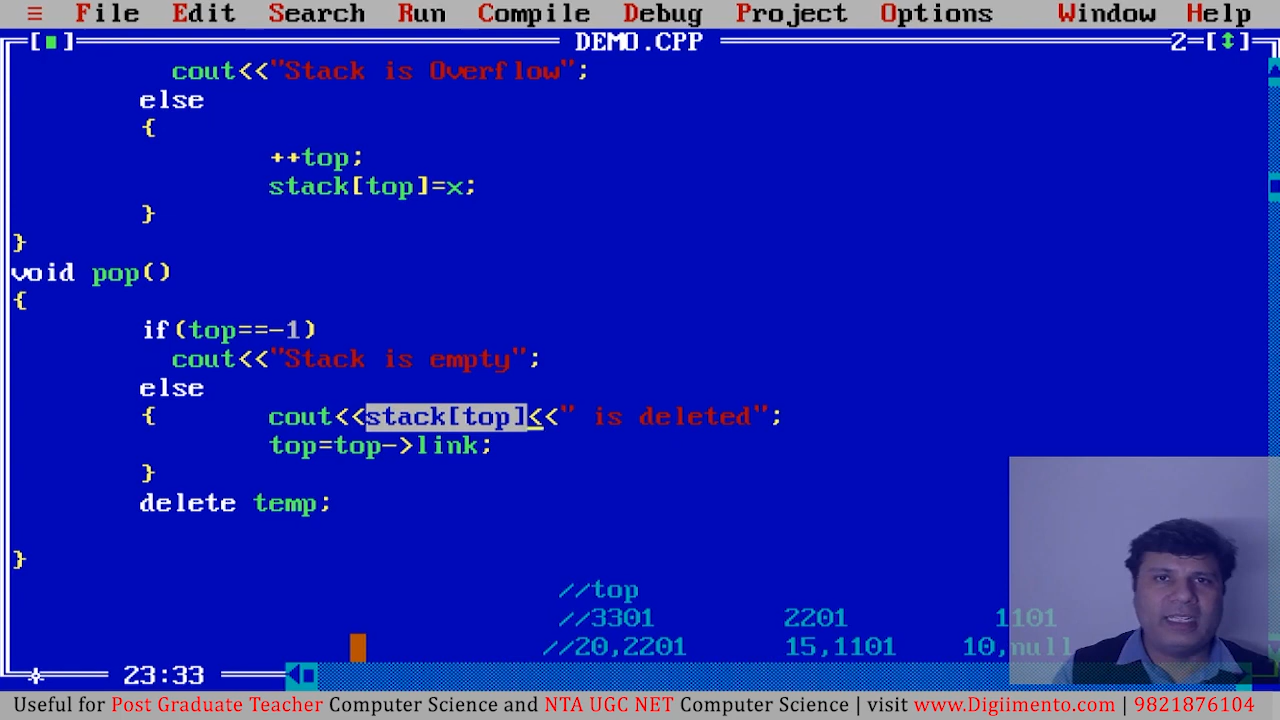 ≡ File Edit Search Run Compile Debug Project Options Window Help
[■] DEMO.CPP 2=[↕]
cout<<"Stack is Overflow";
else
{
++top;
stack[top]=x;
}
}
void pop()
{
if(top==-1)
cout<<"Stack is empty";
else
{ cout<<stack[top]<<" is deleted";
top=top->link;
}
delete temp;
}
//top
//3301 2201 1101
//20,2201 15,1101 10,null
23:33
Useful for Post Graduate Teacher Computer Science and NTA UGC NET Computer Science | visit www.Digiimento.com | 9821876104